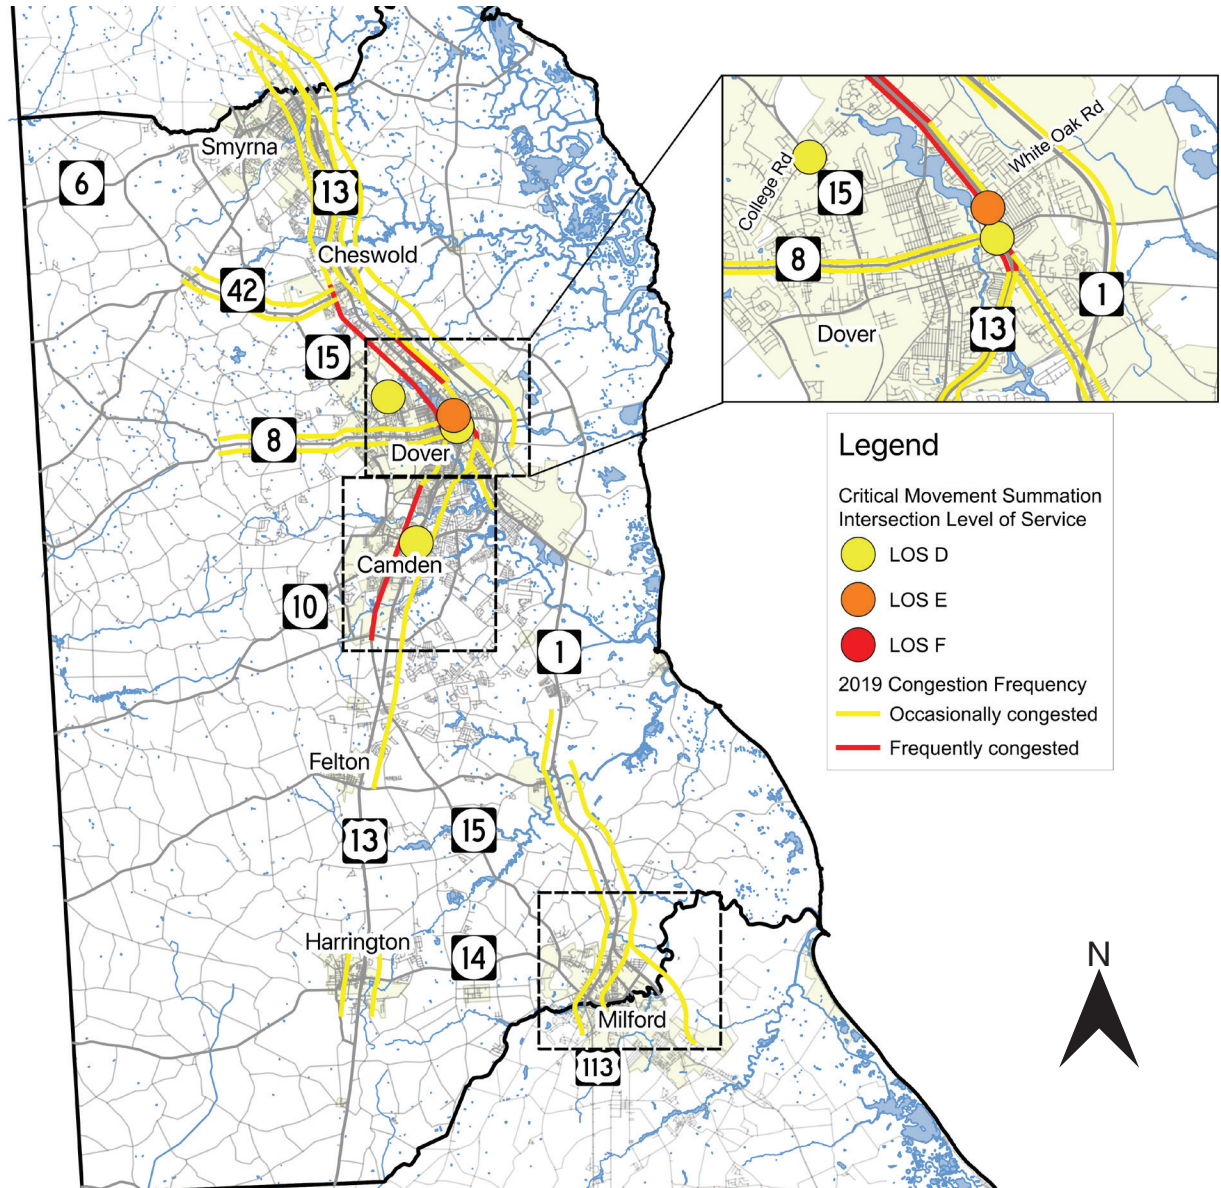 Smyrna
6
13
Cheswold
42
15
8
Dover
Camden
10
1
Felton
13
15
Harrington
14
Milford
113
White Oak Rd
College Rd
15
8
1
13
Dover
Legend
Critical Movement Summation
Intersection Level of Service
LOS D
LOS E
LOS F
2019 Congestion Frequency
Occasionally congested
Frequently congested
N